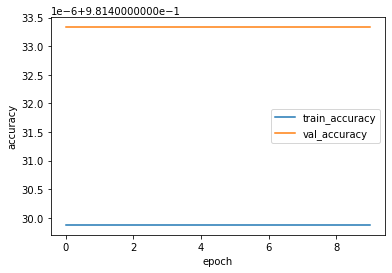 1e-6+9.8140000000e-1
33.5
33.0
32.5
32.0
31.5
31.0
30.5
30.0
accuracy
train_accuracy
val_accuracy
0 2 4 6 8
epoch